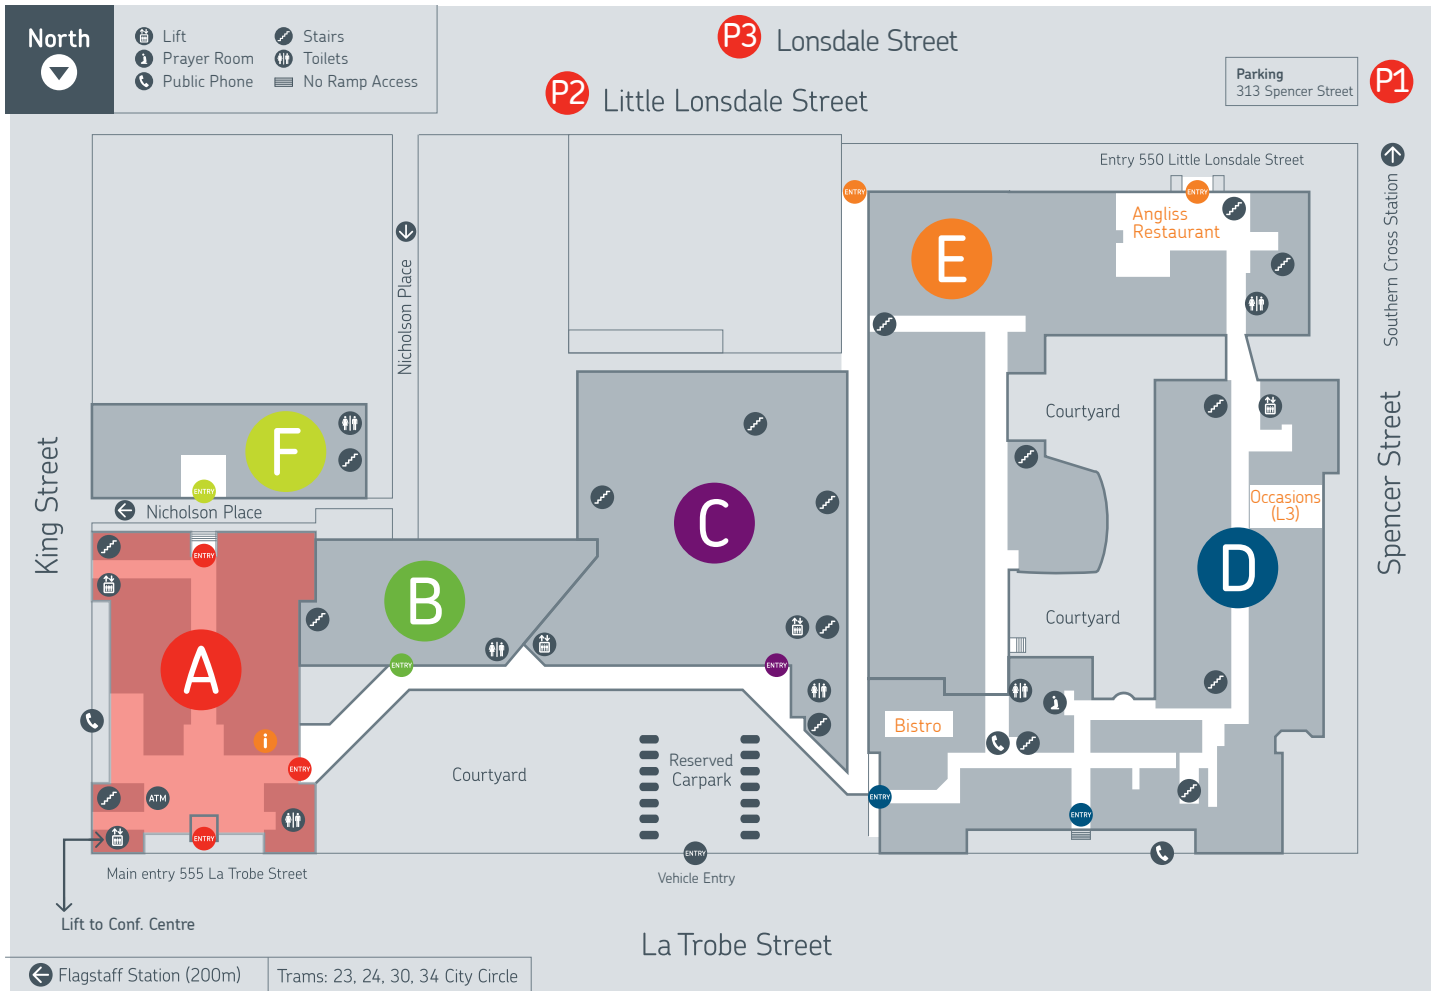 North
Lift
Stairs
Prayer Room
Toilets
Public Phone
No Ramp Access
P3 Lonsdale Street
P2 Little Lonsdale Street
Parking
313 Spencer Street
P1
Entry 550 Little Lonsdale Street
Southern Cross Station
Spencer Street
ENTRY
ENTRY
Angliss
Restaurant
E
Nicholson Place
Courtyard
F
ENTRY
Nicholson Place
King Street
C
Occasions
(L3)
D
ENTRY
B
Courtyard
A
ENTRY
ENTRY
Bistro
i
ENTRY
Courtyard
Reserved
Carpark
ATM
ENTRY
ENTRY
ENTRY
ENTRY
Vehicle Entry
Main entry 555 La Trobe Street
Lift to Conf. Centre
La Trobe Street
Flagstaff Station (200m)
Trams: 23, 24, 30, 34 City Circle